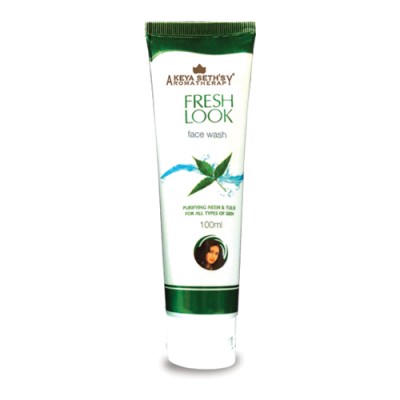 KEYA SETH'S
AROMATHERAPY
FRESH
LOOK
face wash
PURIFYING NEEM & TULSI
FOR ALL TYPES OF SKIN
100ml